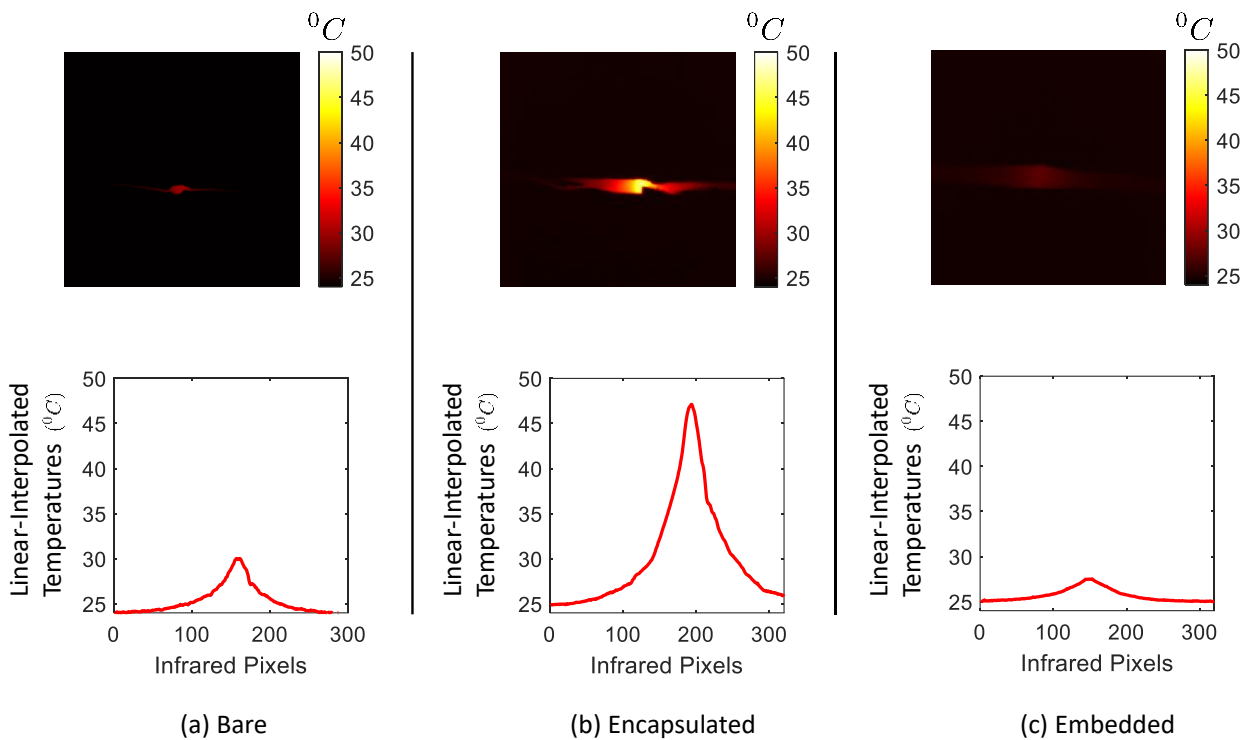 ⁰C
50
45
40
35
30
25
⁰C
50
45
40
35
30
25
⁰C
50
45
40
35
30
25
Linear-Interpolated
Temperatures (⁰C)
50
45
40
35
30
25
0 100 200 300
Infrared Pixels
(a) Bare
Linear-Interpolated
Temperatures (⁰C)
50
45
40
35
30
25
0 100 200 300
Infrared Pixels
(b) Encapsulated
Linear-Interpolated
Temperatures (⁰C)
50
45
40
35
30
25
0 100 200 300
Infrared Pixels
(c) Embedded